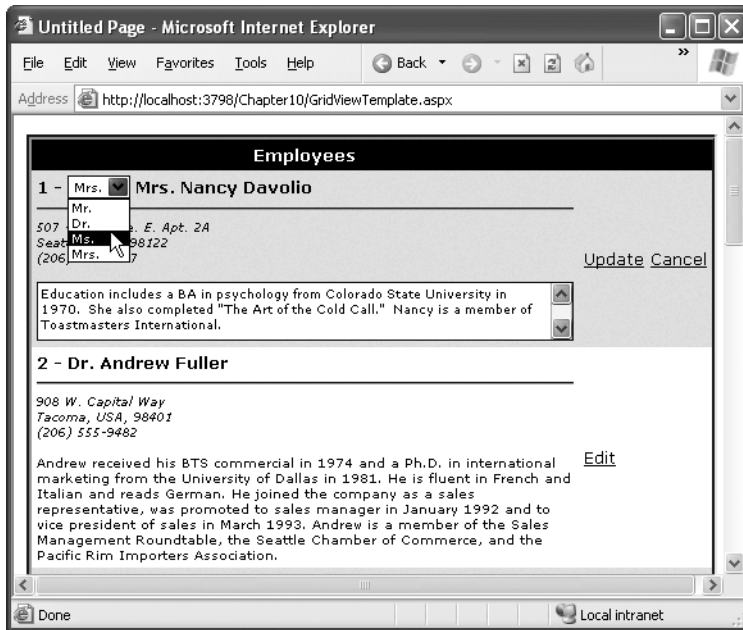 Untitled Page - Microsoft Internet Explorer
File Edit View Favorites Tools Help Back »
Address http://localhost:3798/Chapter10/GridViewTemplate.aspx
Employees
1 - Mrs. Mrs. Nancy Davolio
Mr.
Dr.
Ms.
Mrs.
507 E. Apt. 2A
98122
(206)
Update Cancel
Education includes a BA in psychology from Colorado State University in
1970. She also completed "The Art of the Cold Call." Nancy is a member of
Toastmasters International.
2 - Dr. Andrew Fuller
908 W. Capital Way
Tacoma, USA, 98401
(206) 555-9482
Edit
Andrew received his BTS commercial in 1974 and a Ph.D. in international
marketing from the University of Dallas in 1981. He is fluent in French and
Italian and reads German. He joined the company as a sales
representative, was promoted to sales manager in January 1992 and to
vice president of sales in March 1993. Andrew is a member of the Sales
Management Roundtable, the Seattle Chamber of Commerce, and the
Pacific Rim Importers Association.
Done Local intranet